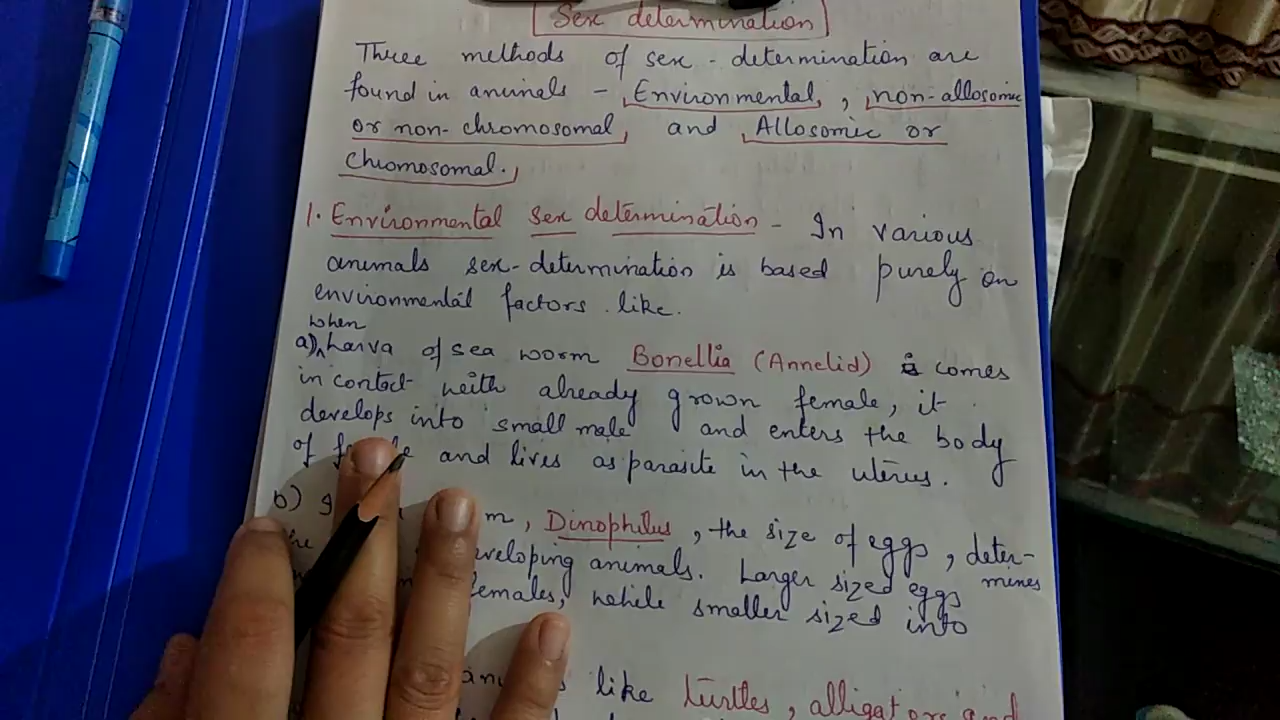 Sex determination
Three methods of sex-determination are
found in animals - Environmental, non-allosomic
or non-chromosomal, and Allosomic or
chromosomal.
1. Environmental sex determination - In various
animals sex-determination is based purely on
environmental factors like.
when
a) Larva of sea worm Bonellia (Annelid) is comes
in contact with already grown female, it
develops into small male and enters the body
of and lives as parasite in the uterus.
b) , Dinophilus, the size of eggs, deter-
mines
developing animals. Larger sized eggs
females, while smaller sized into
like turtles, alligators and